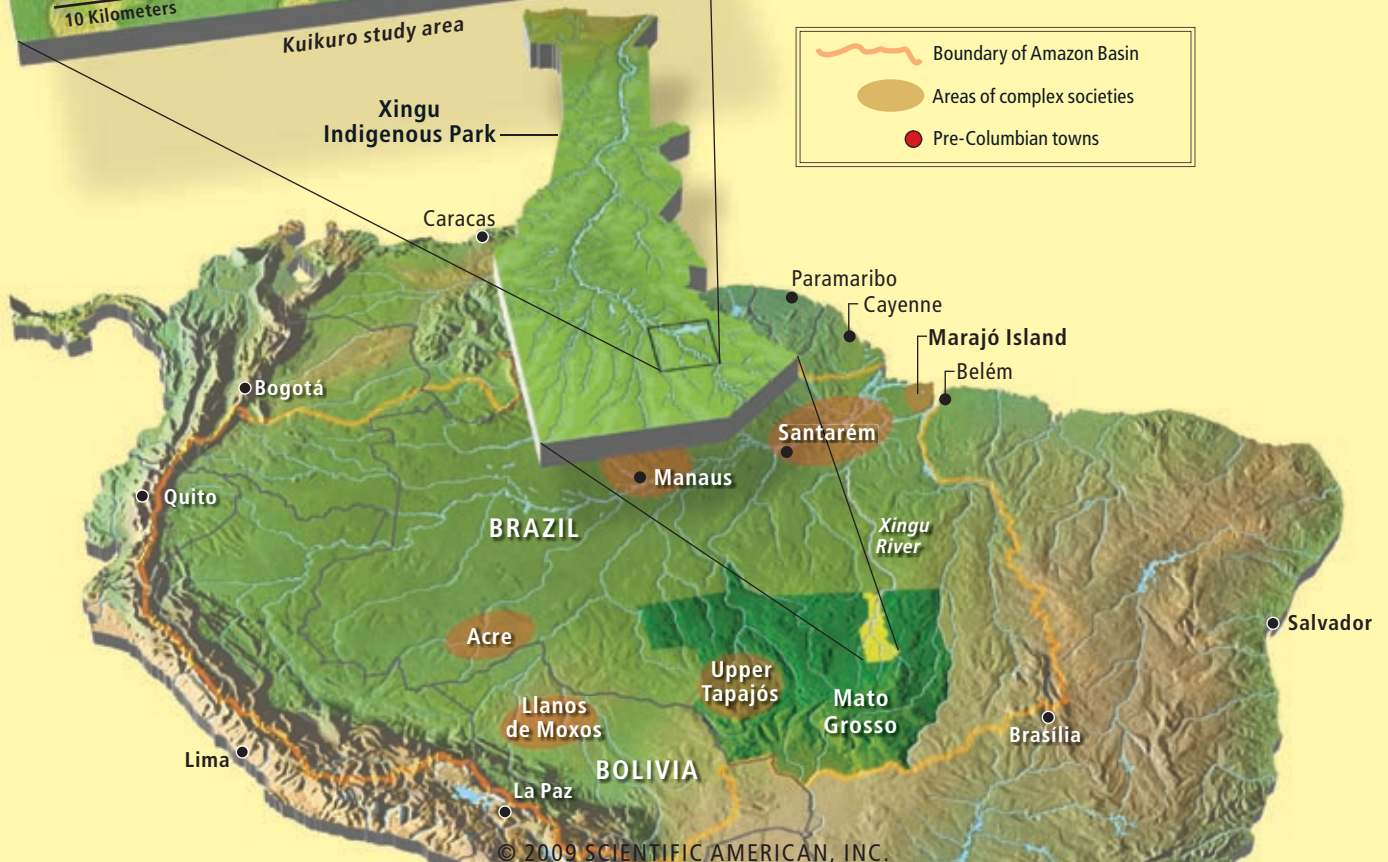 10 Kilometers
Kuikuro study area
Boundary of Amazon Basin
Areas of complex societies
Pre-Columbian towns
Xingu
Indigenous Park
Caracas
Paramaribo
Cayenne
Marajó Island
Belém
Bogotá
Santarém
Manaus
Quito
BRAZIL
Xingu
River
Acre
Salvador
Upper
Tapajós
Mato
Grosso
Llanos
de Moxos
Brasília
Lima
BOLIVIA
La Paz
© 2009 SCIENTIFIC AMERICAN, INC.